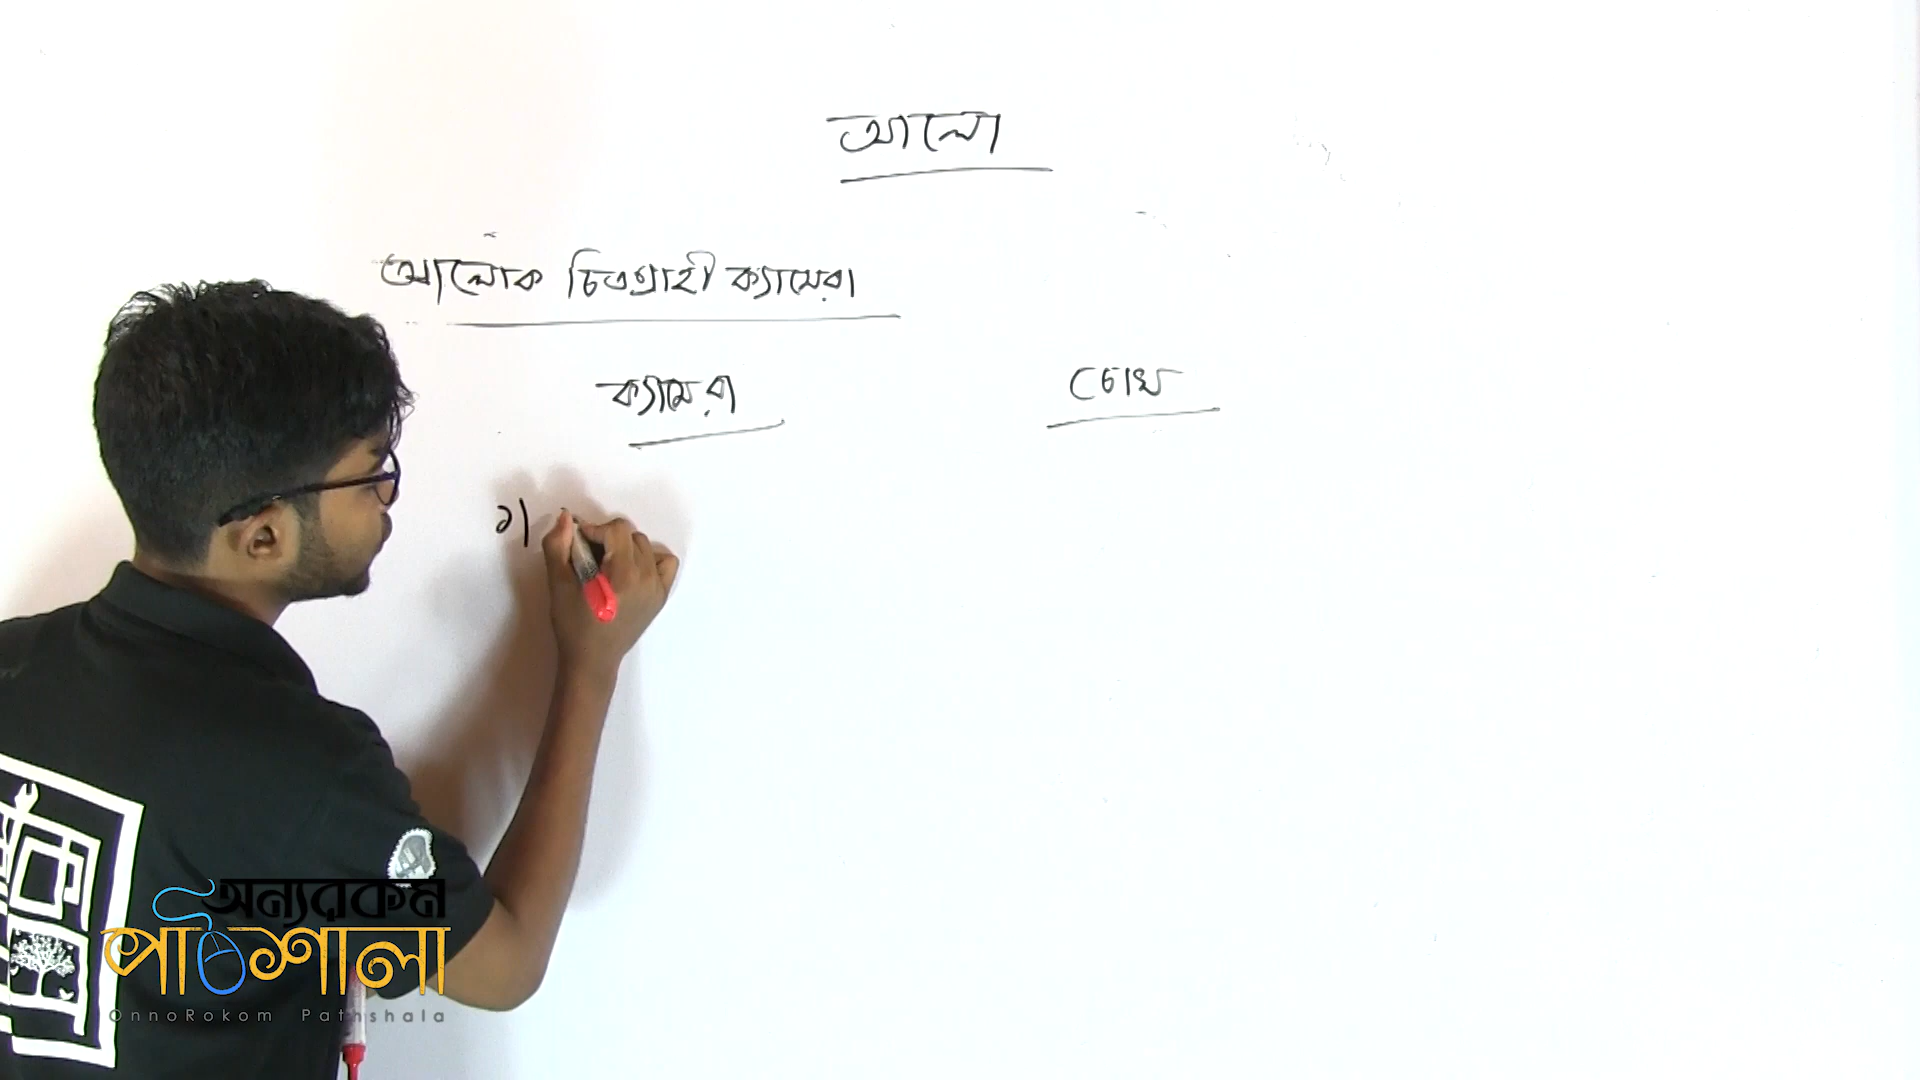 আলো
আলোক চিত্রগ্রাহী ক্যামেরা
ক্যামেরা
চোখ
১)
অন্যরকম
পাঠশালা
OnnoRokom Pathshala